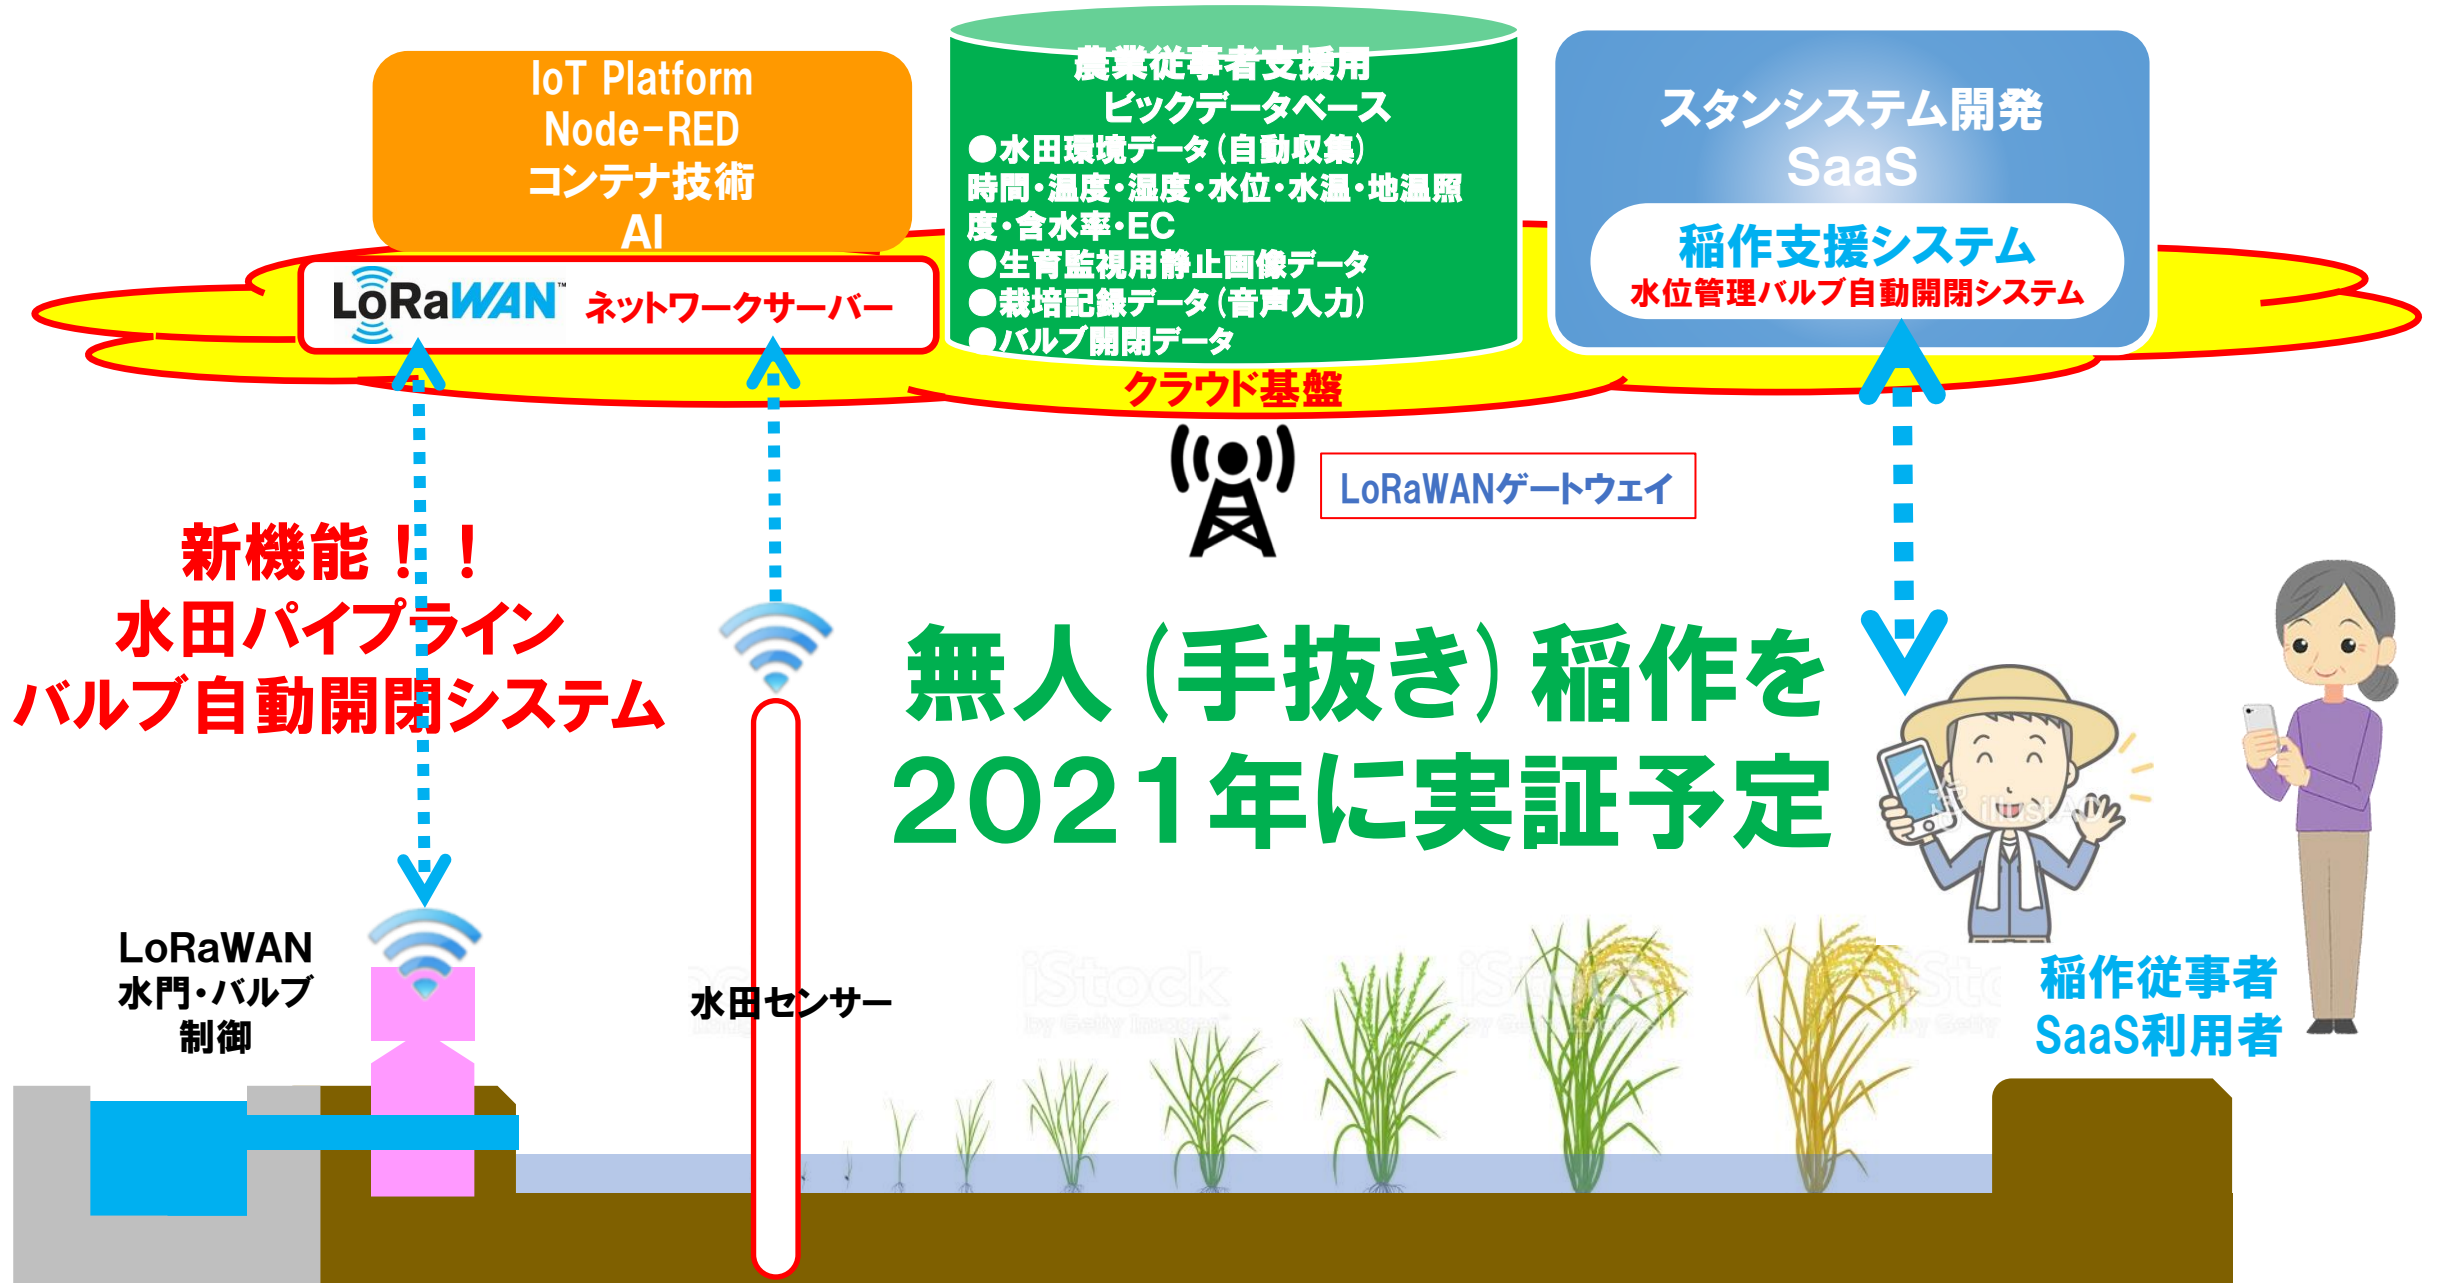 IoT Platform
Node-RED
コンテナ技術
AI
LoRaWAN™
ネットワークサーバー
農業従事者支援用
ビックデータベース
●水田環境データ(自動収集)
時間・温度・湿度・水位・水温・地温照
度・含水率・EC
●生育監視用静止画像データ
●栽培記録データ(音声入力)
●バルブ開閉データ
スタンシステム開発
SaaS
稲作支援システム
水位管理バルブ自動開閉システム
クラウド基盤
LoRaWANゲートウェイ
新機能！！
水田パイプライン
バルブ自動開閉システム
無人(手抜き)稲作を
2021年に実証予定
illustAC
LoRaWAN
水門・バルブ
制御
水田センサー
iStock
by Getty Images™
稲作従事者
SaaS利用者